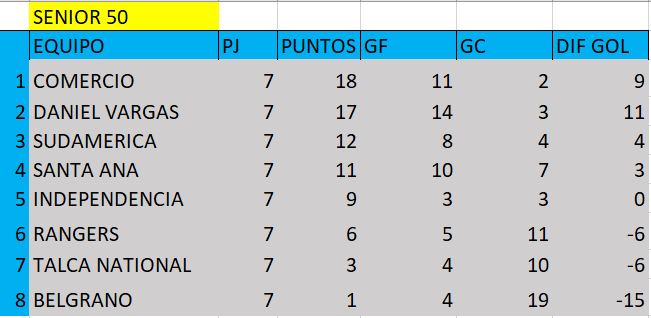 SENIOR 50
EQUIPO PJ PUNTOS GF GC DIF GOL
1 COMERCIO 7 18 11 2 9
2 DANIEL VARGAS 7 17 14 3 11
3 SUDAMERICA 7 12 8 4 4
4 SANTA ANA 7 11 10 7 3
5 INDEPENDENCIA 7 9 3 3 0
6 RANGERS 7 6 5 11 -6
7 TALCA NATIONAL 7 3 4 10 -6
8 BELGRANO 7 1 4 19 -15